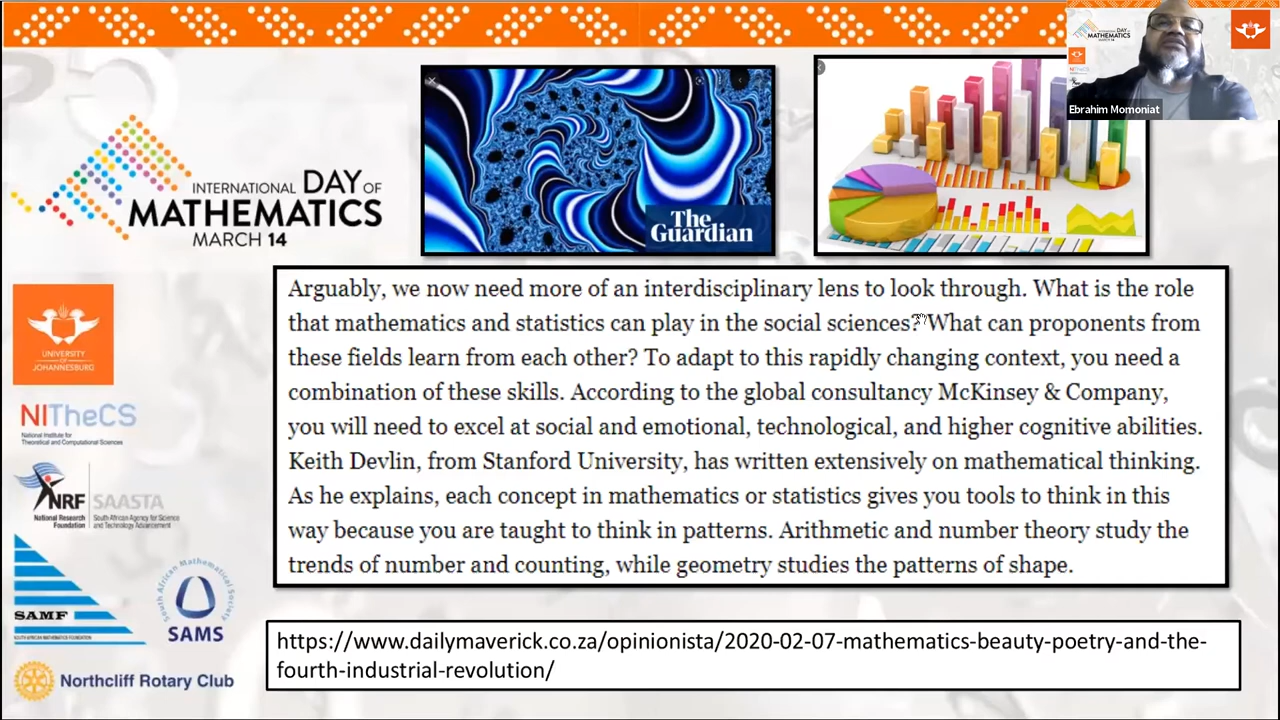 INTERNATIONAL DAY OF
MATHEMATICS
MARCH 14
The
Guardian
INTERNATIONAL DAY OF
MATHEMATICS
MARCH 14
Ebrahim Momoniat
UNIVERSITY
OF
JOHANNESBURG
NITheCS
National Institute for
Theoretical and Computational Sciences
NRF SAASTA
National Research
Foundation
South African Agency for Science
and Technology Advancement
SAMF
SOUTH AFRICAN MATHEMATICS FOUNDATION
South African Mathematical Society
SAMS
Northcliff Rotary Club
Arguably, we now need more of an interdisciplinary lens to look through. What is the role
that mathematics and statistics can play in the social sciences? What can proponents from
these fields learn from each other? To adapt to this rapidly changing context, you need a
combination of these skills. According to the global consultancy McKinsey & Company,
you will need to excel at social and emotional, technological, and higher cognitive abilities.
Keith Devlin, from Stanford University, has written extensively on mathematical thinking.
As he explains, each concept in mathematics or statistics gives you tools to think in this
way because you are taught to think in patterns. Arithmetic and number theory study the
trends of number and counting, while geometry studies the patterns of shape.
https://www.dailymaverick.co.za/opinionista/2020-02-07-mathematics-beauty-poetry-and-the-
fourth-industrial-revolution/